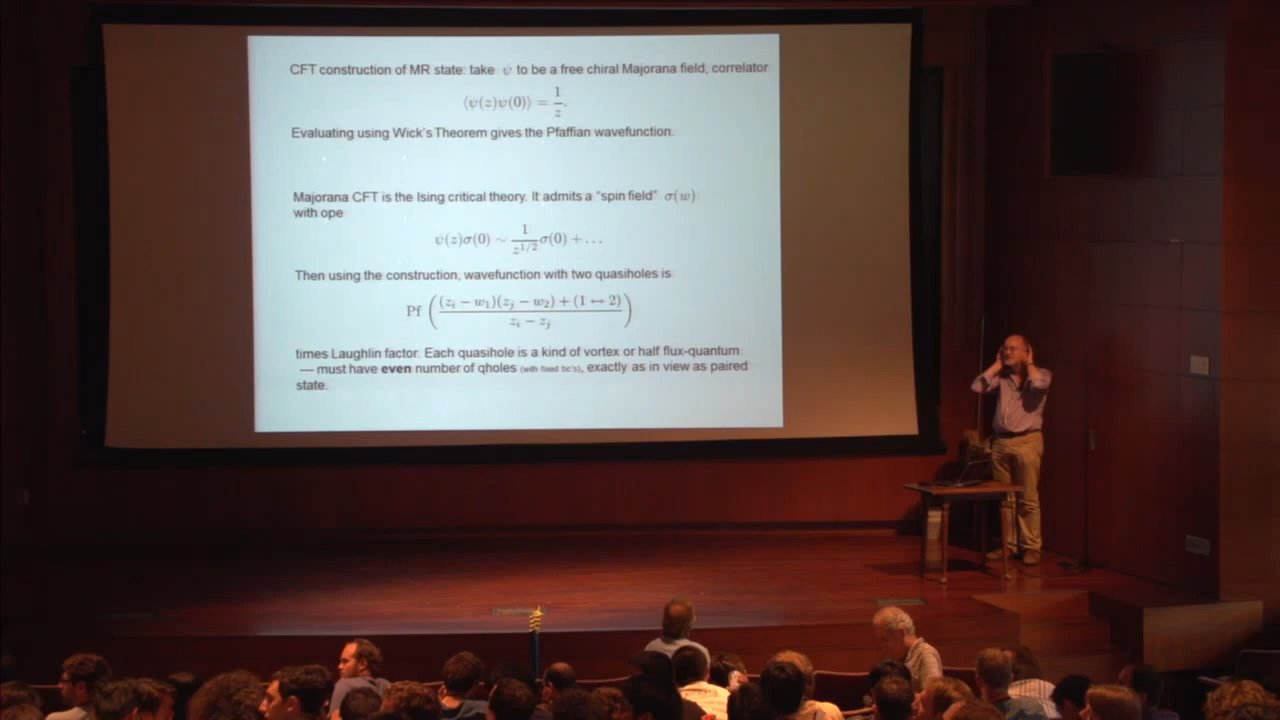 CFT construction of MR state: take ψ to be a free chiral Majorana field, correlator
⟨ψ(z)ψ(0)⟩ = 1/z.
Evaluating using Wick's Theorem gives the Pfaffian wavefunction.
Majorana CFT is the Ising critical theory. It admits a "spin field" σ(w)
with ope
ψ(z)σ(0) ∼ 1/z^{1/2} σ(0) + …
Then using the construction, wavefunction with two quasiholes is
Pf ( ((z_i − w_1)(z_j − w_2) + (1 ↔ 2)) / (z_i − z_j) )
times Laughlin factor. Each quasihole is a kind of vortex or half flux-quantum
— must have even number of qholes (with fixed bc's), exactly as in view as paired
state.